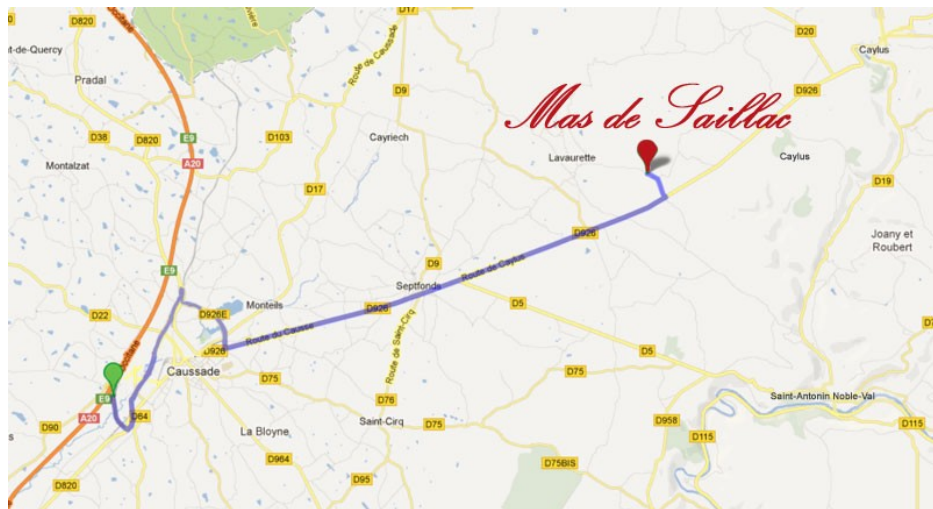 D820
D17
D20
nt-de-Quercy
Caylus
Route de Caussade
D9
D926
Pradal
Mas de Saillac
D38
D820
E9
D103
Cayriech
A20
Lavaurette
Caylus
Montalzat
D17
D19
D926
Joany et
Roubert
E9
D9
Route de Caylus
Septfonds
Monteils
D22
D926E
D926
D5
Route du Causse
D926
Route de Saint-Cirq
D5
Caussade
D75
D75
E9
D76
Saint-Antonin Noble-Val
A20
D64
Saint-Cirq
D75
D958
D115
D90
La Bloyne
D115
D964
D75BIS
D95
D820